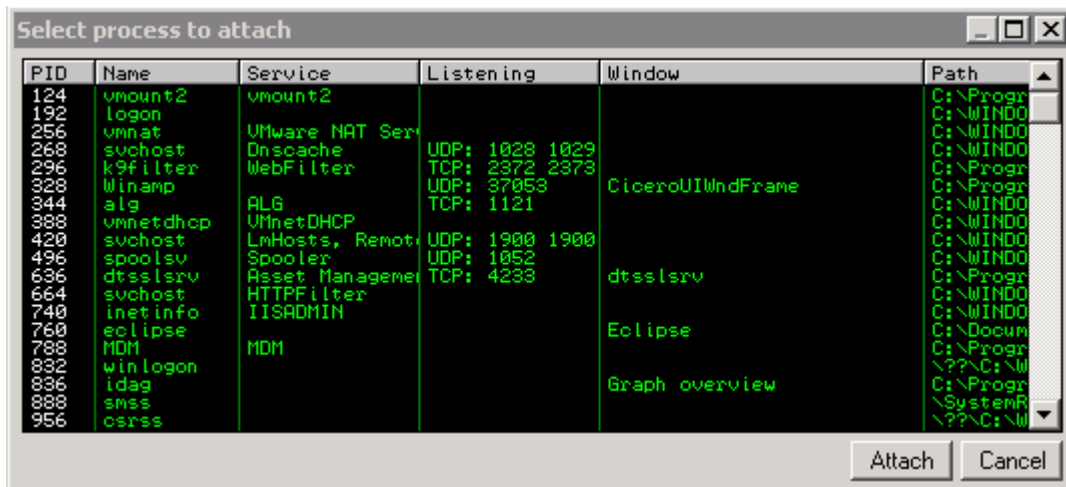 Select process to attach
PID Name Service Listening Window Path
124 vmount2 vmount2 C:\Progr
192 logon C:\WINDO
256 vmnat VMware NAT Ser C:\WINDO
268 svchost Dnscache UDP: 1028 1029 C:\WINDO
296 k9filter WebFilter TCP: 2372 2373 C:\Progr
328 Winamp UDP: 37053 CiceroUIWndFrame C:\Progr
344 alg ALG TCP: 1121 C:\WINDO
388 vmnetdhcp VMnetDHCP C:\WINDO
420 svchost LmHosts, Remot UDP: 1900 1900 C:\WINDO
496 spoolsv Spooler UDP: 1052 C:\WINDO
636 dtsslsrv Asset Manageme TCP: 4233 dtsslsrv C:\Progr
664 svchost HTTPFilter C:\WINDO
740 inetinfo IISADMIN C:\WINDO
760 eclipse Eclipse C:\Docum
788 MDM MDM C:\Progr
832 winlogon \??\C:\W
836 idag Graph overview C:\Progr
888 smss \SystemR
956 csrss \??\C:\W
Attach Cancel